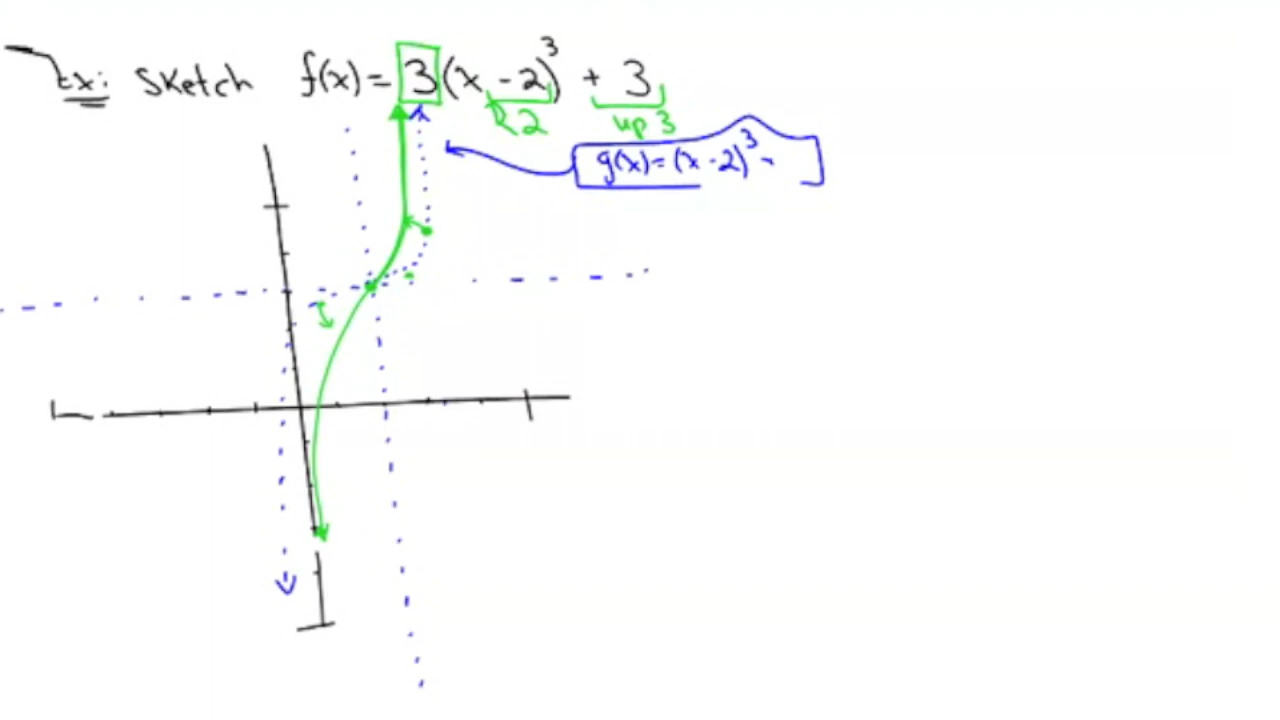 Ex: Sketch f(x) = 3(x - 2)³ + 3
R2 up 3
g(x) = (x - 2)³